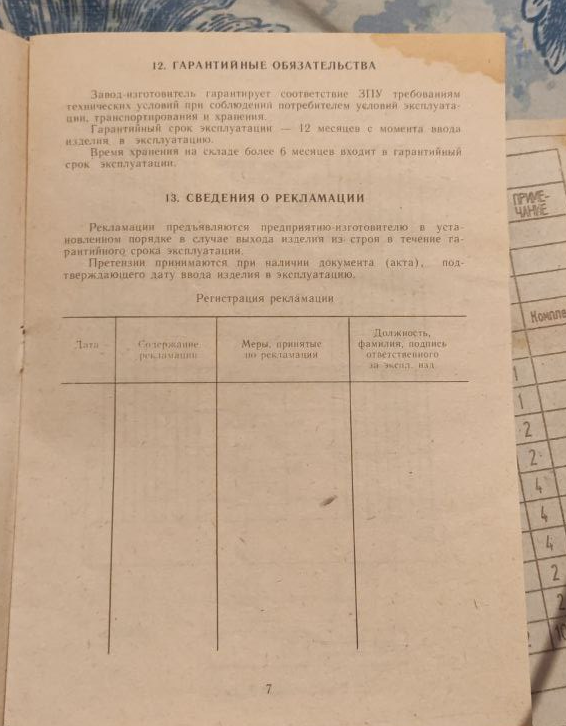 12. ГАРАНТИЙНЫЕ ОБЯЗАТЕЛЬСТВА
Завод-изготовитель гарантирует соответствие ЗПУ требованиям
технических условий при соблюдении потребителем условий эксплуата-
ции, транспортирования и хранения.
Гарантийный срок эксплуатации — 12 месяцев с момента ввода
изделия в эксплуатацию.
Время хранения на складе более 6 месяцев входит в гарантийный
срок эксплуатации.
13. СВЕДЕНИЯ О РЕКЛАМАЦИИ
Рекламации предъявляются предприятию-изготовителю в уста-
новленном порядке в случае выхода изделия из строя в течение га-
рантийного срока эксплуатации.
Претензии принимаются при наличии документа (акта), под-
тверждающего дату ввода изделия в эксплуатацию.
Регистрация рекламации
Дата
Содержание
рекламации
Меры, принятые
по рекламации
Должность,
фамилия, подпись
ответственного
за экспл. изд.
7
ПРИМЕ-
ЧАНИЕ
Компле
1
1
2
2
4
4
4
2
2
10